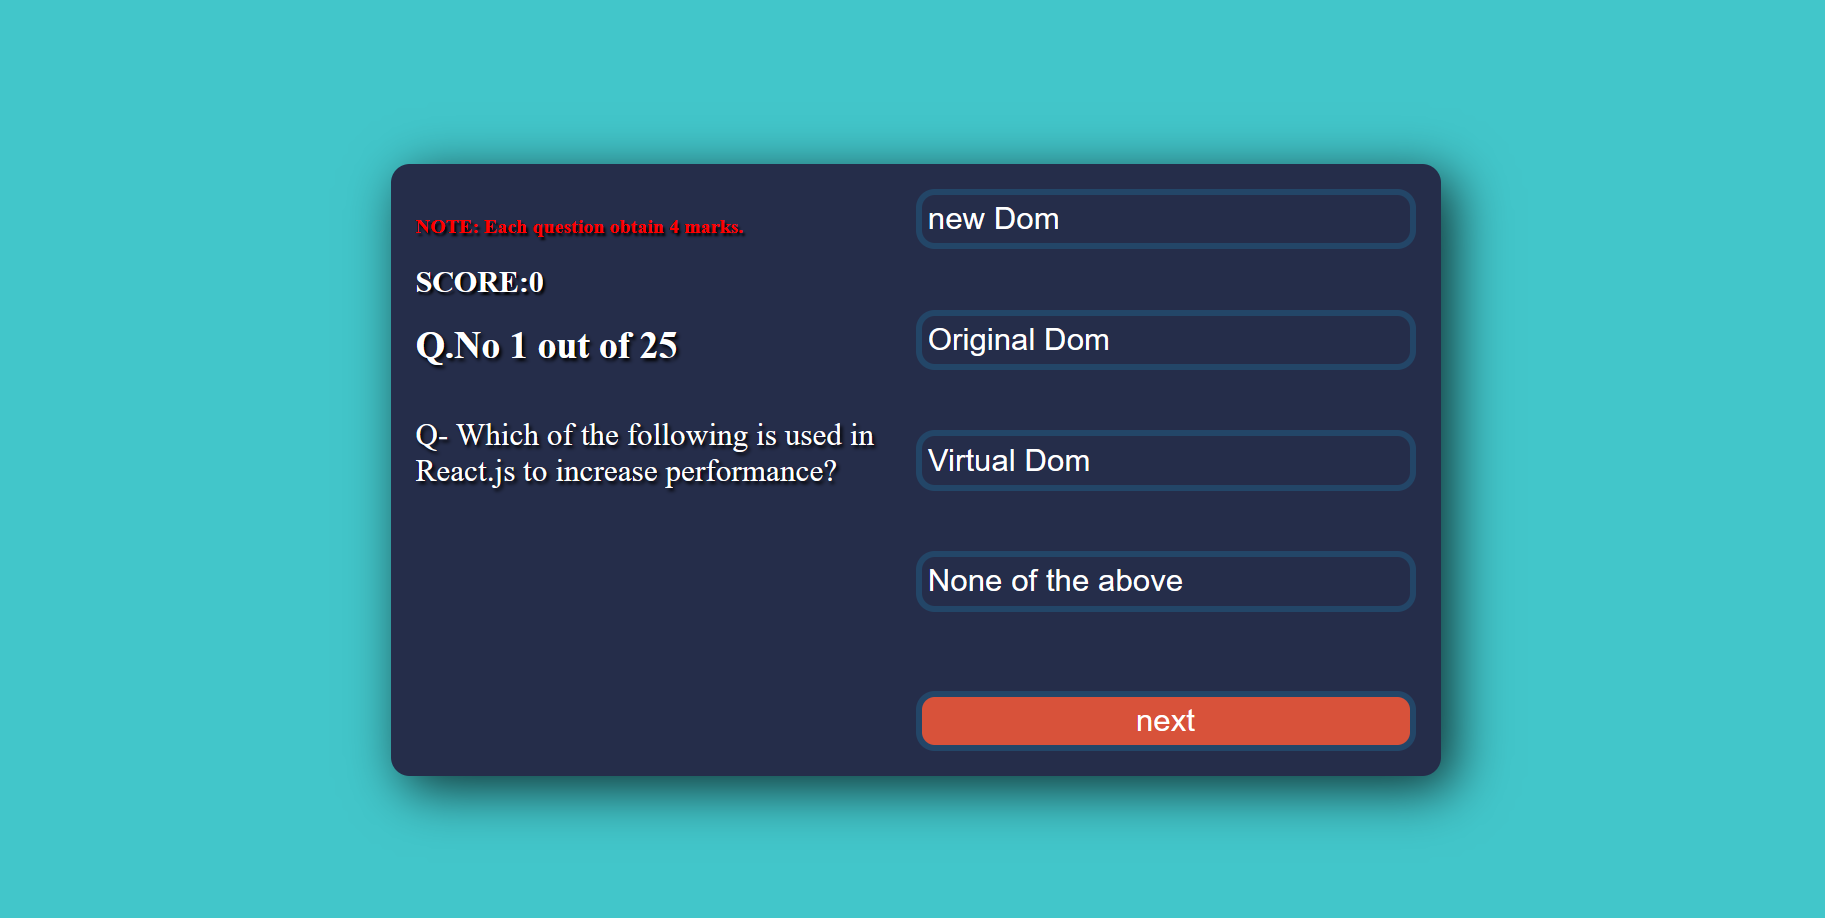 NOTE: Each question obtain 4 marks.
SCORE:0
Q.No 1 out of 25
Q- Which of the following is used in
React.js to increase performance?
new Dom
Original Dom
Virtual Dom
None of the above
next